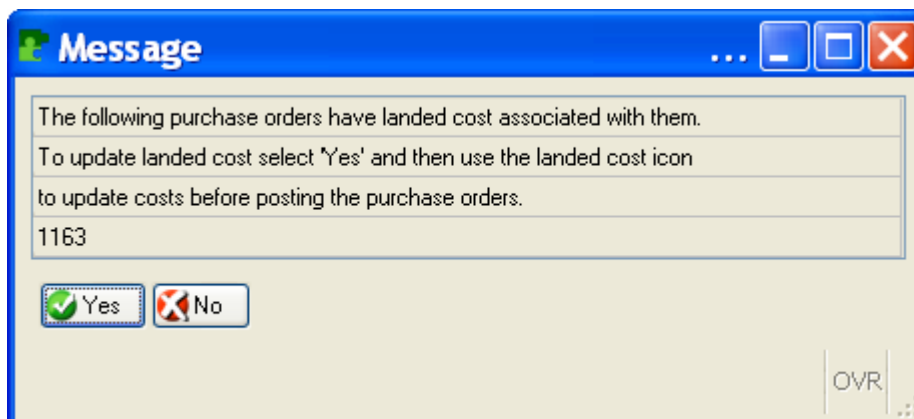 Message
...
The following purchase orders have landed cost associated with them.
To update landed cost select 'Yes' and then use the landed cost icon
to update costs before posting the purchase orders.
1163
Yes No
OVR